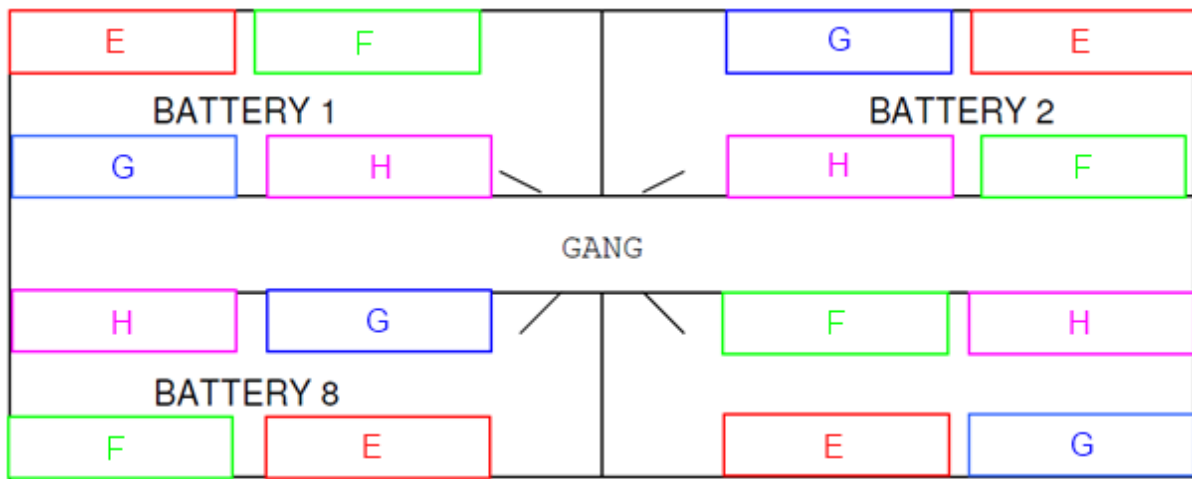 E F G E
BATTERY 1 BATTERY 2
G H H F
GANG
H G F H
BATTERY 8
F E E G